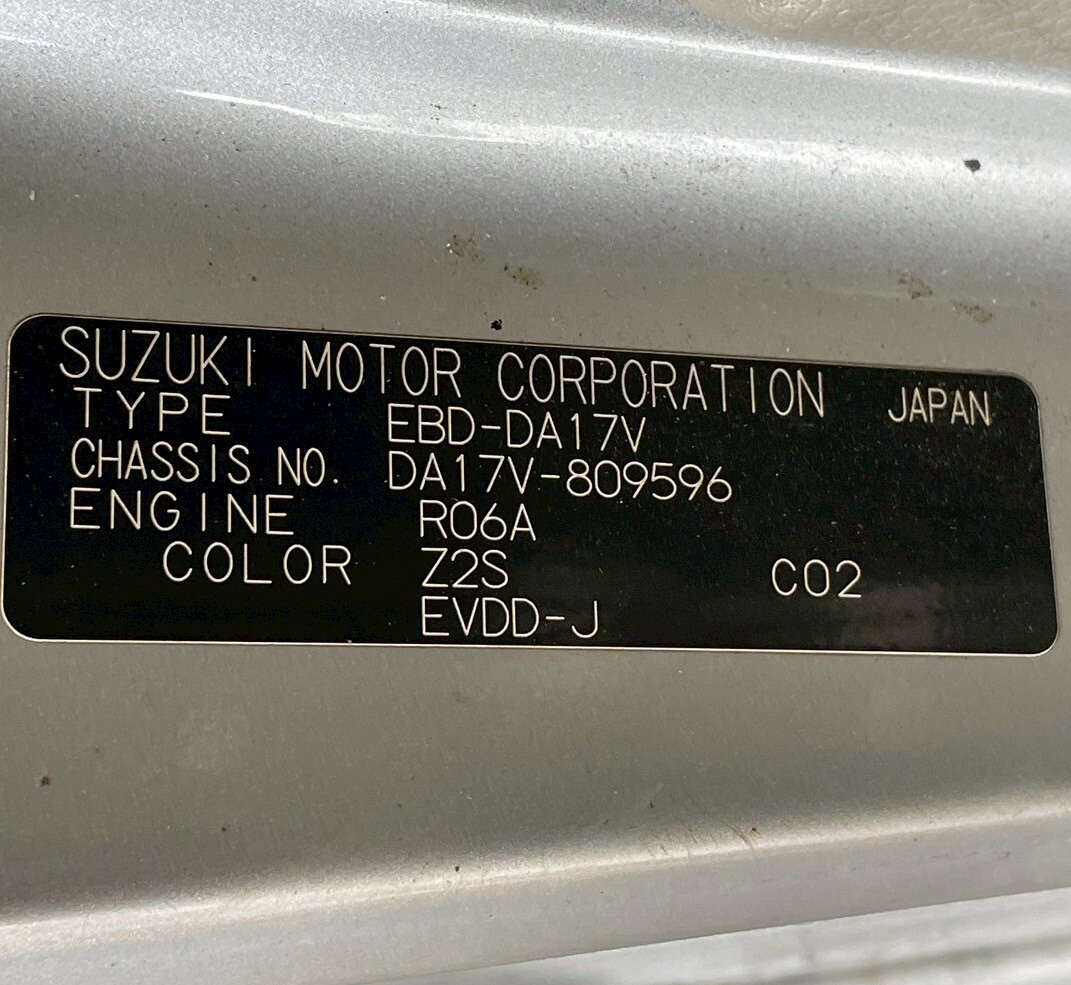 SUZUKI MOTOR CORPORATION JAPAN
TYPE EBD-DA17V
CHASSIS NO. DA17V-809596
ENGINE R06A
COLOR Z2S C02
EVDD-J